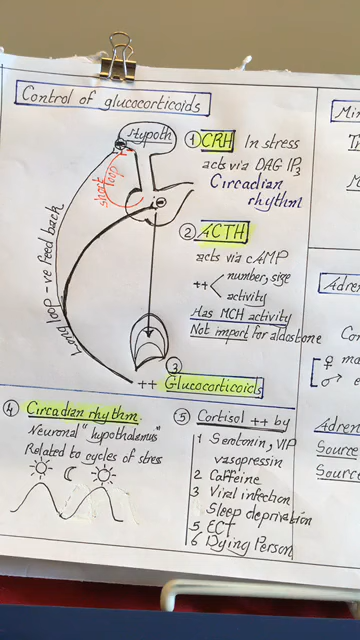 Control of glucocorticoids
Hypoth
short loop
Long loop -ve feed back
① CRH In stress
acts via DAG IP3
Circadian
rhythm
② ACTH
acts via cAMP
++ < number, size
activity
Has MCH activity
Not import for aldostone
③
++ Glucocorticoids
④ Circadian rhythm.
Neuronal "hypothalamus"
Related to cycles of stress
⑤ Cortisol ++ by
1 Serotonin, VIP
vasopressin
2 Caffeine
3 Viral infection
Sleep deprivation
5 ECT
6 Dying Person
Min
M
Adren
Co
♀ ma
♂→
Adren
Source
Source